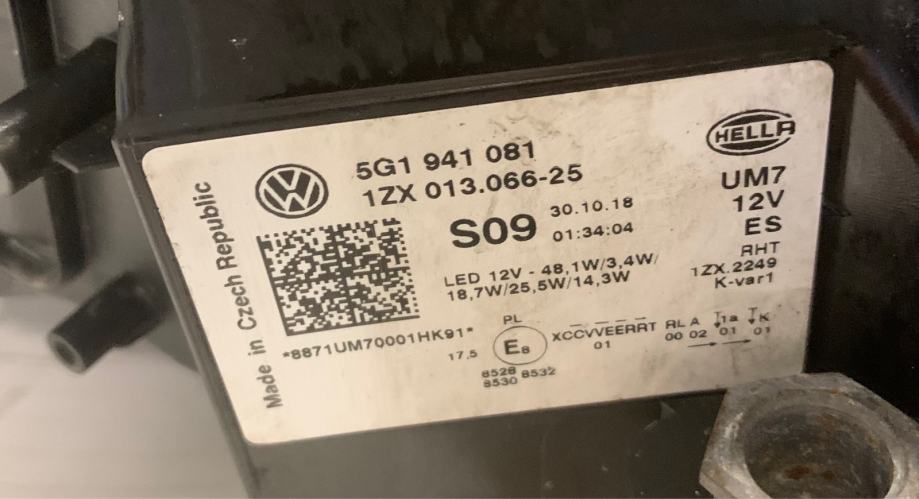 Made in Czech Republic
VW
5G1 941 081
1ZX 013.066-25
HELLA
S09
30.10.18
01:34:04
UM7
12V
ES
RHT
1ZX.2249
K-var1
LED 12V - 48,1W/3,4W/
18,7W/25,5W/14,3W
*8871UM70001HK91*
17,5
PL
E8
8528 8532
8530
XCCVVEERRT RL A 1a K
01 00 02 01 01